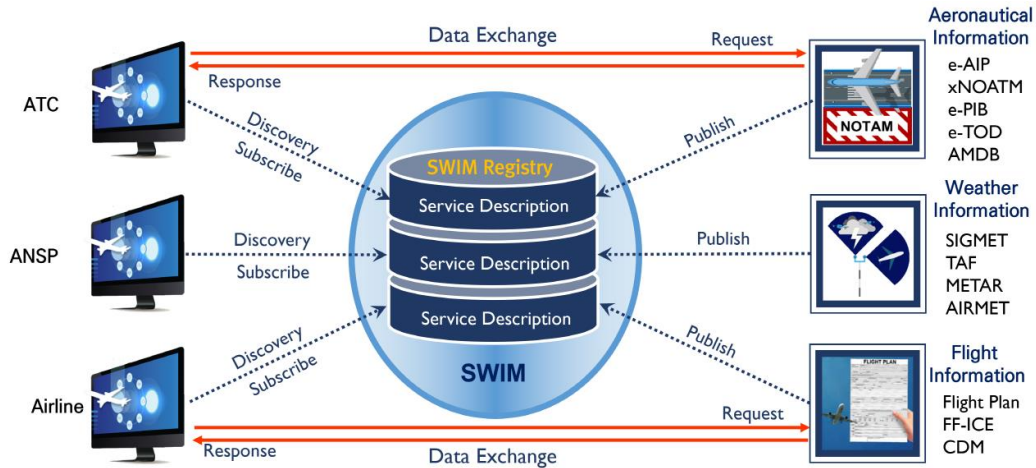 Data Exchange
Request
Response
ATC
Discovery
Subscribe
Publish
NOTAM
Aeronautical
Information
e-AIP
xNOATM
e-PIB
e-TOD
AMDB
SWIM Registry
Service Description
ANSP
Discovery
Subscribe
Service Description
Publish
Weather
Information
SIGMET
TAF
METAR
AIRMET
Service Description
SWIM
Airline
Discovery
Subscribe
Publish
FLIGHT PLAN
Flight
Information
Flight Plan
FF-ICE
CDM
Request
Response
Data Exchange